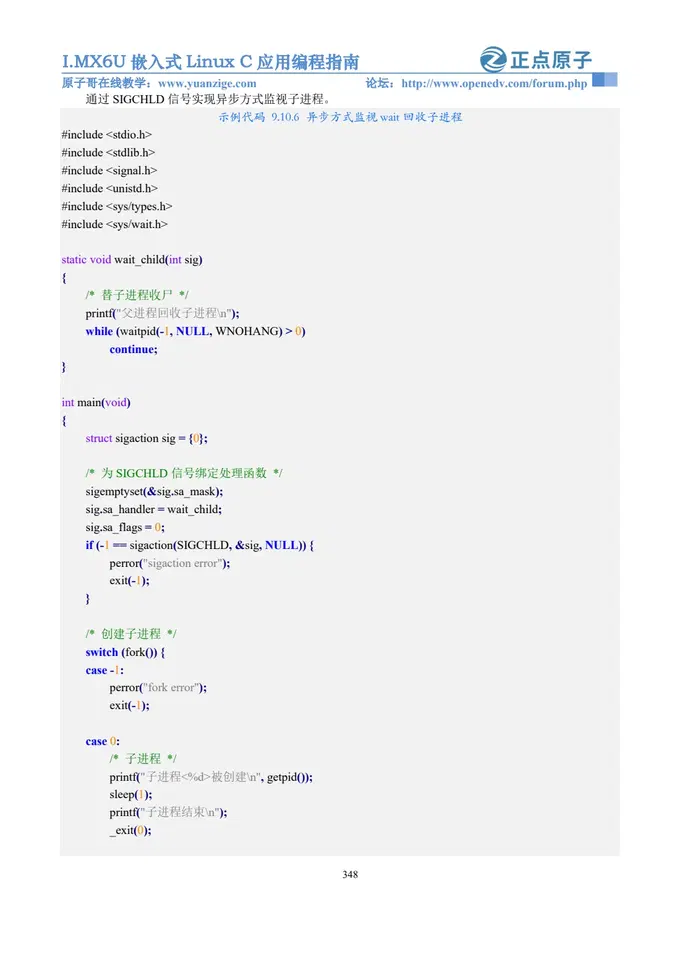 I.MX6U 嵌入式 Linux C 应用编程指南
正点原子
原子哥在线教学：www.yuanzige.com 论坛：http://www.openedv.com/forum.php
通过 SIGCHLD 信号实现异步方式监视子进程。
示例代码 9.10.6 异步方式监视 wait 回收子进程
#include <stdio.h>
#include <stdlib.h>
#include <signal.h>
#include <unistd.h>
#include <sys/types.h>
#include <sys/wait.h>
static void wait_child(int sig)
{
/* 替子进程收尸 */
printf("父进程回收子进程\n");
while (waitpid(-1, NULL, WNOHANG) > 0)
continue;
}
int main(void)
{
struct sigaction sig = {0};
/* 为 SIGCHLD 信号绑定处理函数 */
sigemptyset(&sig.sa_mask);
sig.sa_handler = wait_child;
sig.sa_flags = 0;
if (-1 == sigaction(SIGCHLD, &sig, NULL)) {
perror("sigaction error");
exit(-1);
}
/* 创建子进程 */
switch (fork()) {
case -1:
perror("fork error");
exit(-1);
case 0:
/* 子进程 */
printf("子进程<%d>被创建\n", getpid());
sleep(1);
printf("子进程结束\n");
_exit(0);
348